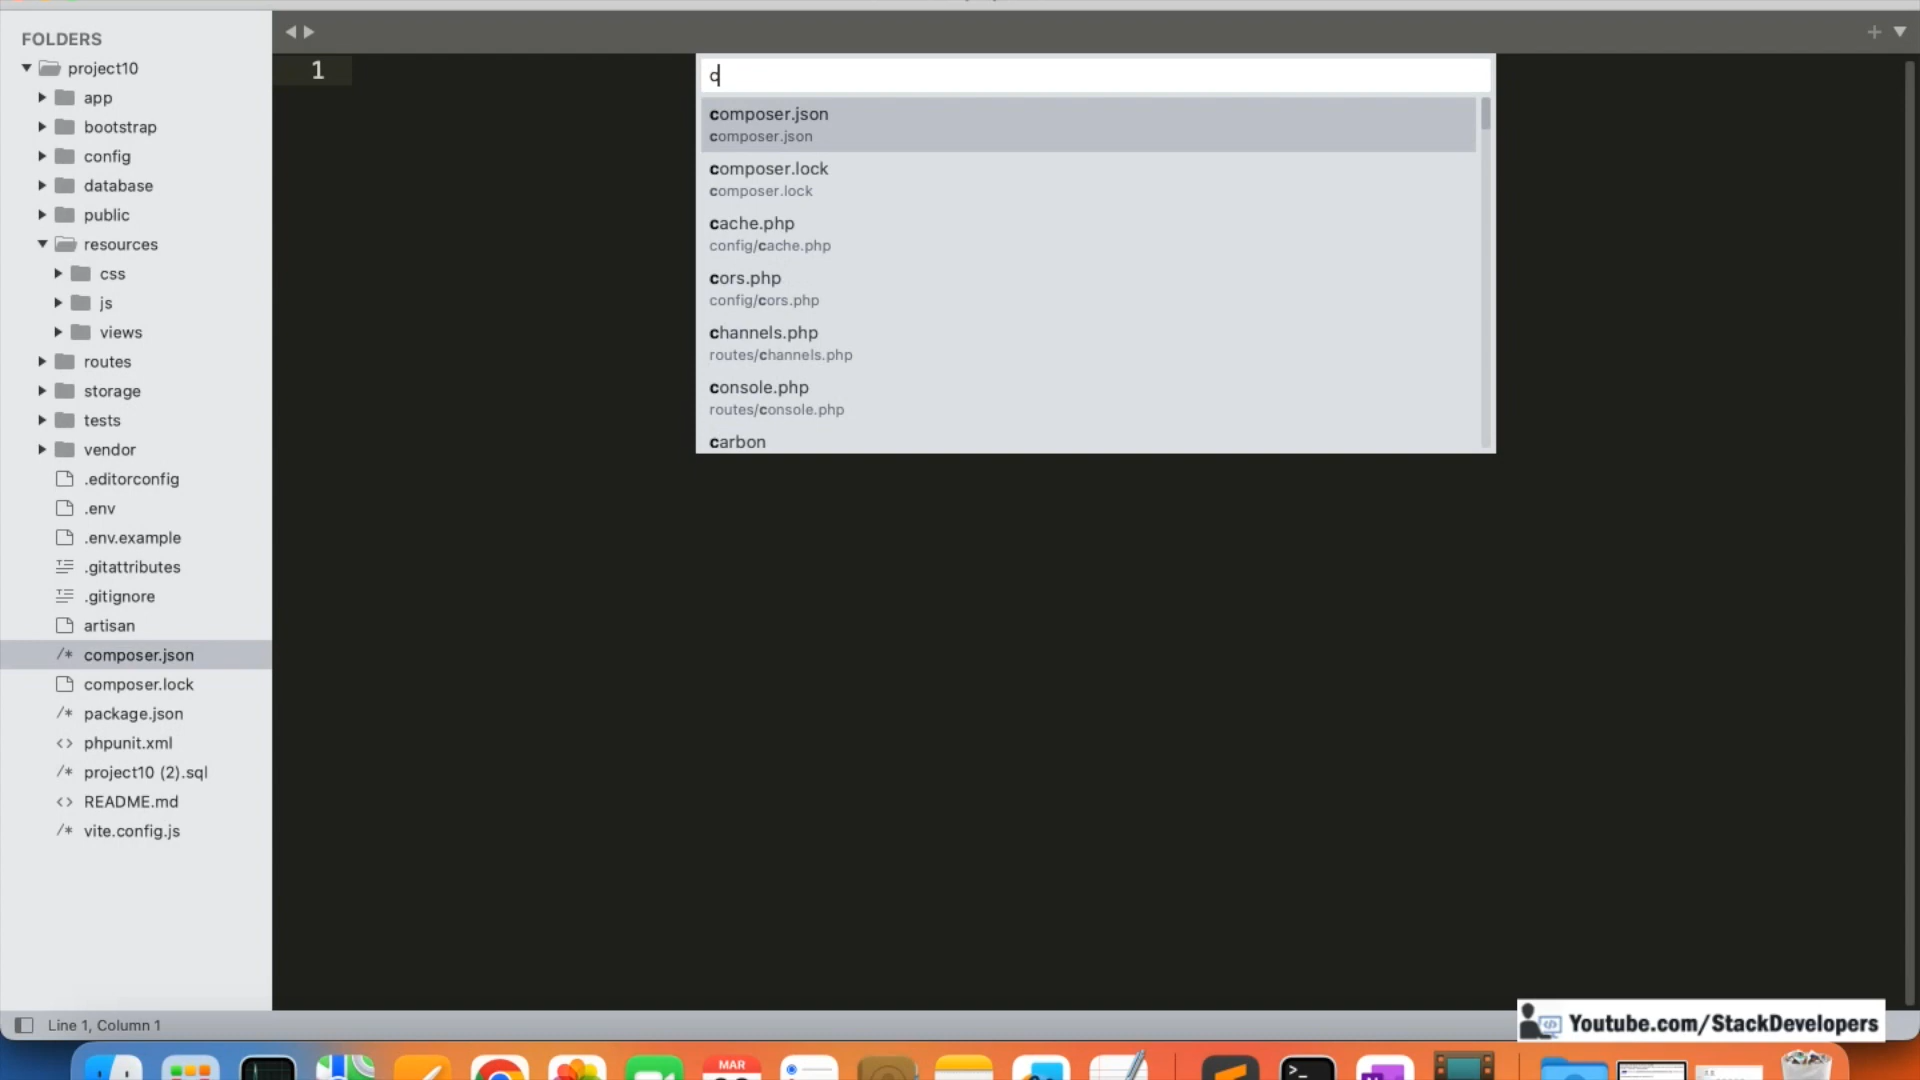 FOLDERS
project10
app
bootstrap
config
database
public
resources
css
js
views
routes
storage
tests
vendor
.editorconfig
.env
.env.example
.gitattributes
.gitignore
artisan
/* composer.json
composer.lock
/* package.json
<> phpunit.xml
/* project10 (2).sql
<> README.md
/* vite.config.js
1
c
composer.json
composer.json
composer.lock
composer.lock
cache.php
config/cache.php
cors.php
config/cors.php
channels.php
routes/channels.php
console.php
routes/console.php
carbon
Line 1, Column 1
Youtube.com/StackDevelopers
MAR